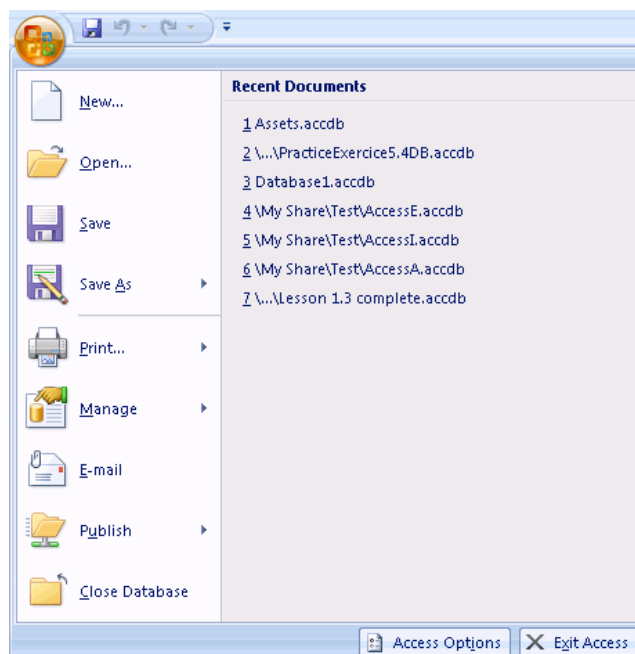 New...
Open...
Save
Save As
Print...
Manage
E-mail
Publish
Close Database
Recent Documents
1 Assets.accdb
2 \...\PracticeExercice5.4DB.accdb
3 Database1.accdb
4 \My Share\Test\AccessE.accdb
5 \My Share\Test\AccessI.accdb
6 \My Share\Test\AccessA.accdb
7 \...\Lesson 1.3 complete.accdb
Access Options
Exit Access